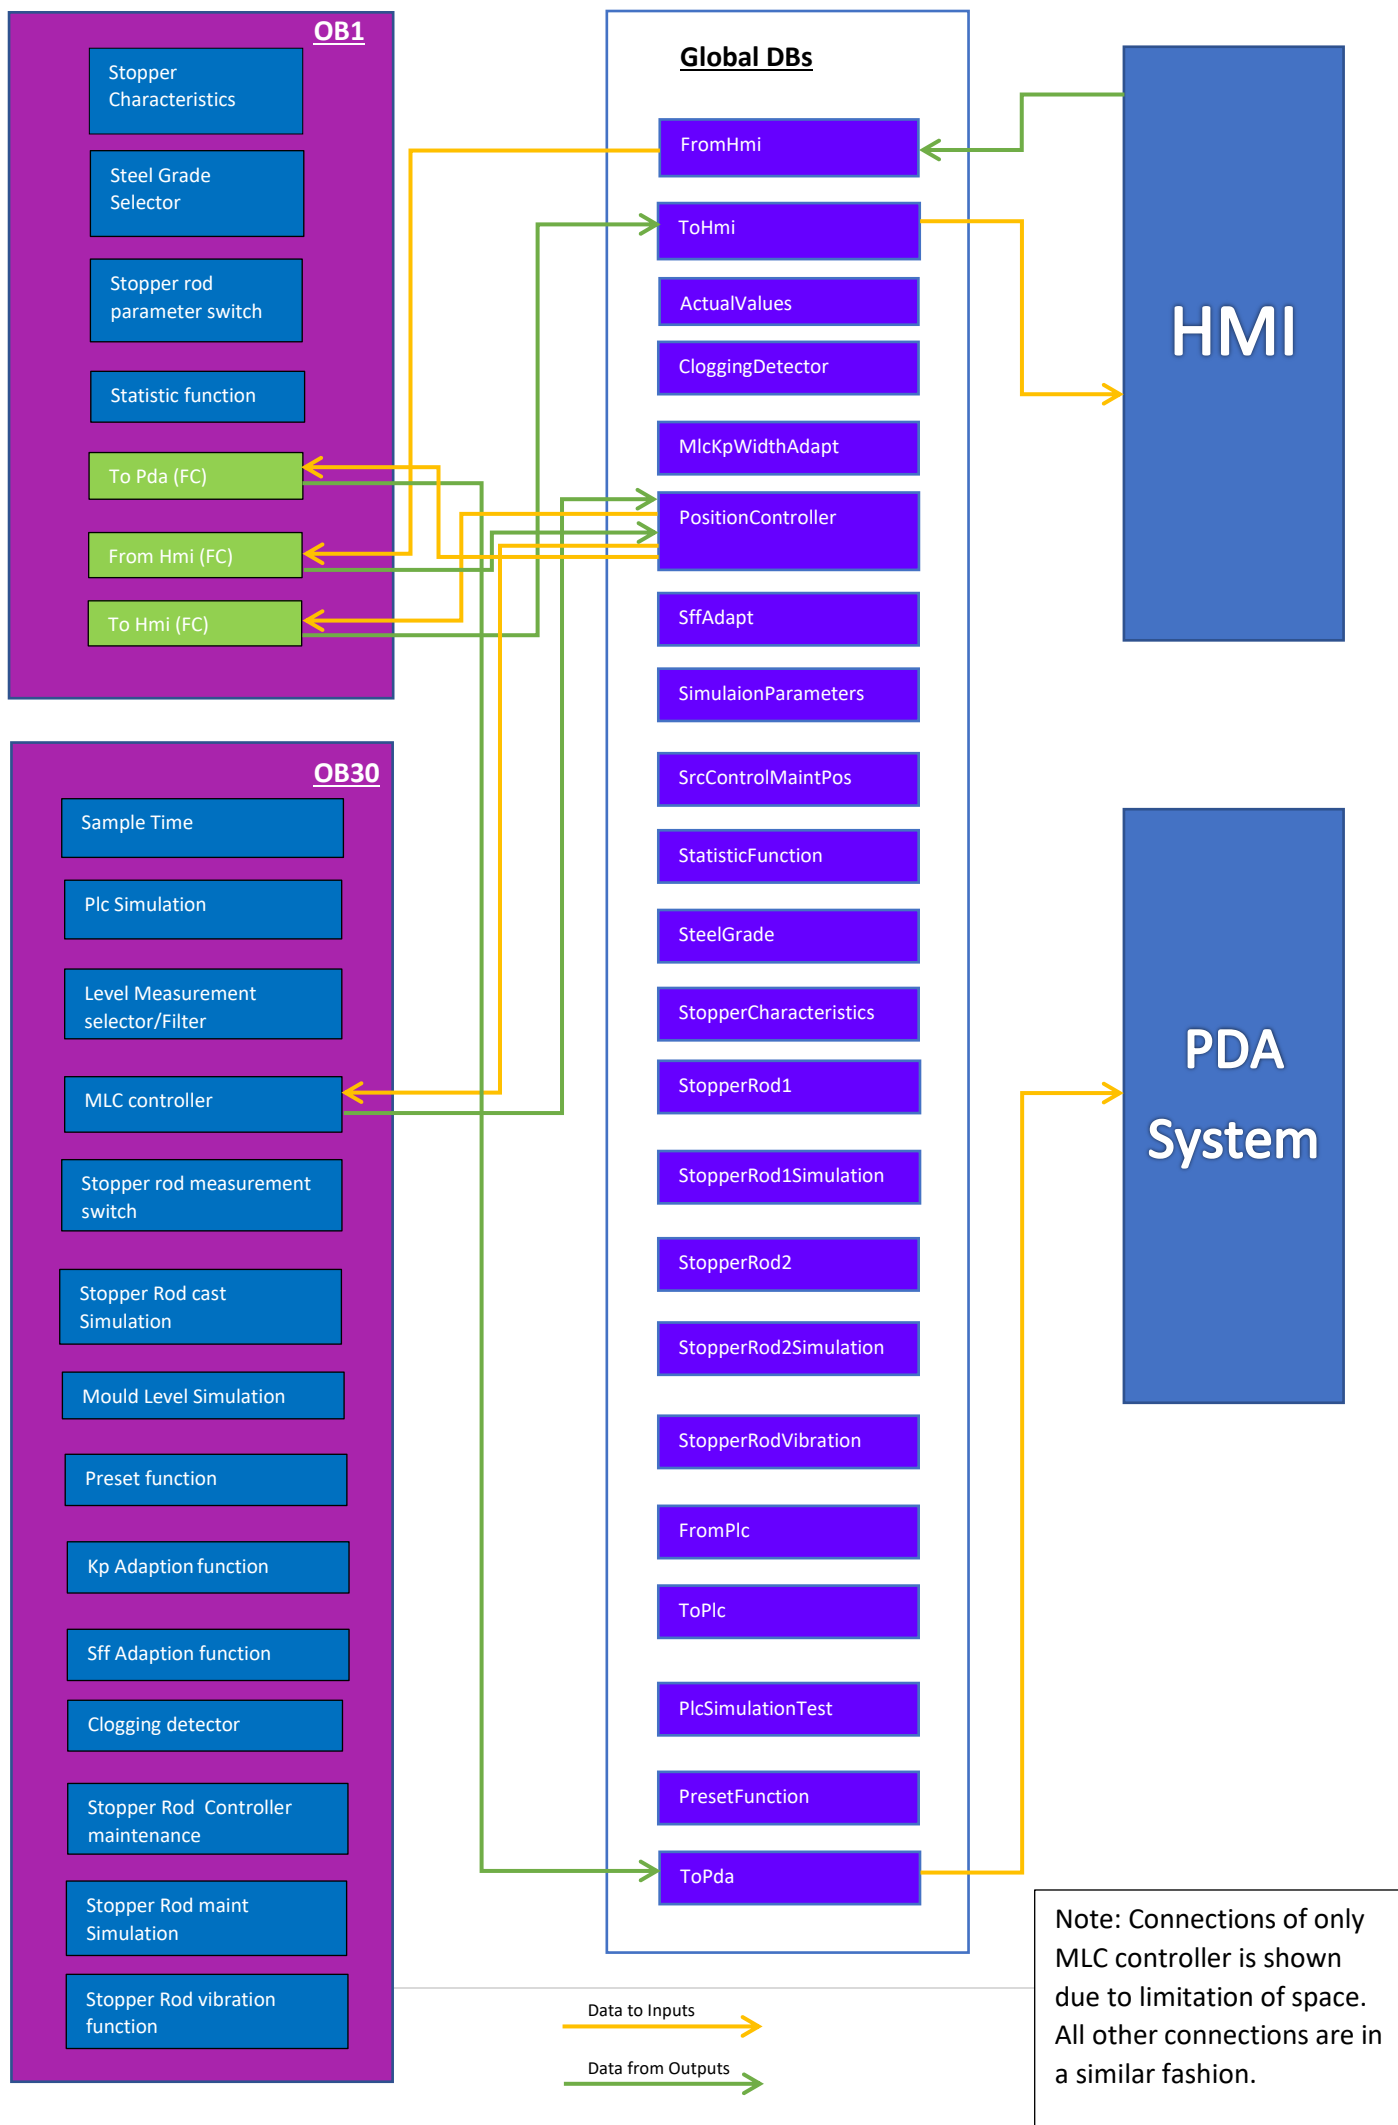 OB1
Stopper
Characteristics
Steel Grade
Selector
Stopper rod
parameter switch
Statistic function
To Pda (FC)
From Hmi (FC)
To Hmi (FC)
OB30
Sample Time
Plc Simulation
Level Measurement
selector/Filter
MLC controller
Stopper rod measurement
switch
Stopper Rod cast
Simulation
Mould Level Simulation
Preset function
Kp Adaption function
Sff Adaption function
Clogging detector
Stopper Rod  Controller
maintenance
Stopper Rod maint
Simulation
Stopper Rod vibration
function
Global DBs
FromHmi
ToHmi
ActualValues
CloggingDetector
MlcKpWidthAdapt
PositionController
SffAdapt
SimulaionParameters
SrcControlMaintPos
StatisticFunction
SteelGrade
StopperCharacteristics
StopperRod1
StopperRod1Simulation
StopperRod2
StopperRod2Simulation
StopperRodVibration
FromPlc
ToPlc
PlcSimulationTest
PresetFunction
ToPda
HMI
PDA
System
Data to Inputs
Data from Outputs
Note: Connections of only
MLC controller is shown
due to limitation of space.
All other connections are in
a similar fashion.